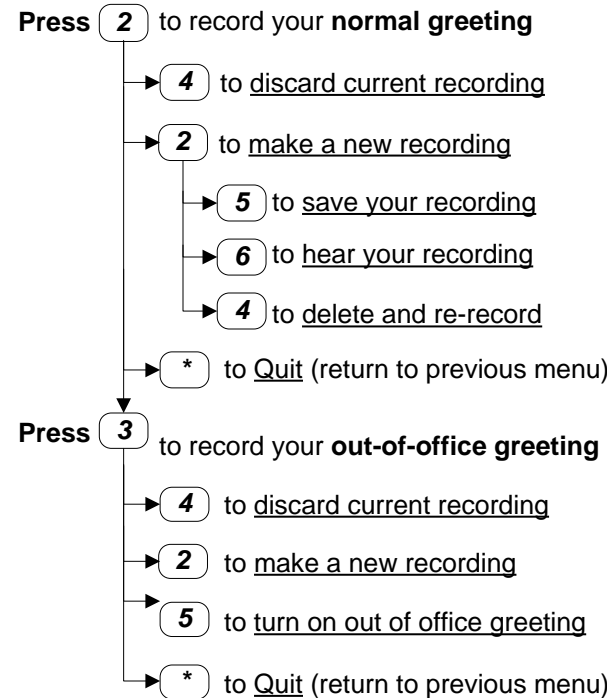 Press 2 to record your normal greeting
4 to discard current recording
2 to make a new recording
5 to save your recording
6 to hear your recording
4 to delete and re-record
* to Quit (return to previous menu)
Press 3 to record your out-of-office greeting
4 to discard current recording
2 to make a new recording
5 to turn on out of office greeting
* to Quit (return to previous menu)